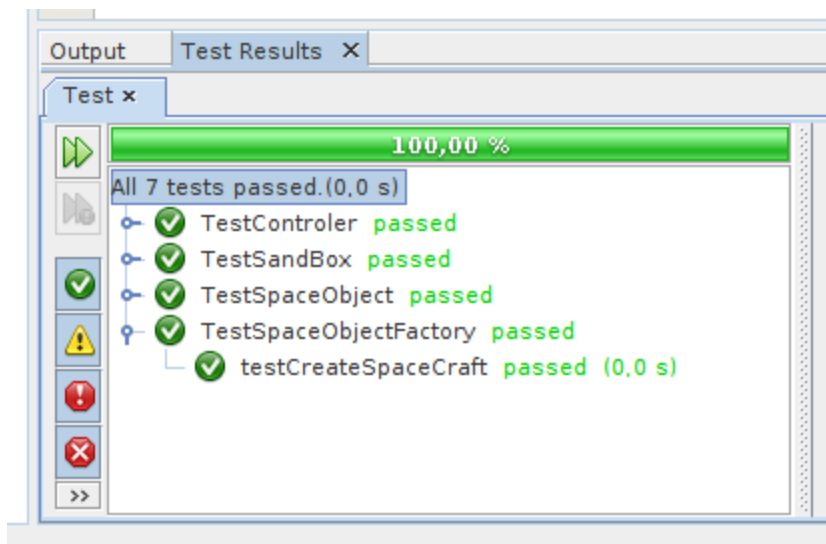 Output Test Results X
Test x
100,00 %
All 7 tests passed.(0,0 s)
TestControler passed
TestSandBox passed
TestSpaceObject passed
TestSpaceObjectFactory passed
testCreateSpaceCraft passed (0,0 s)
>>